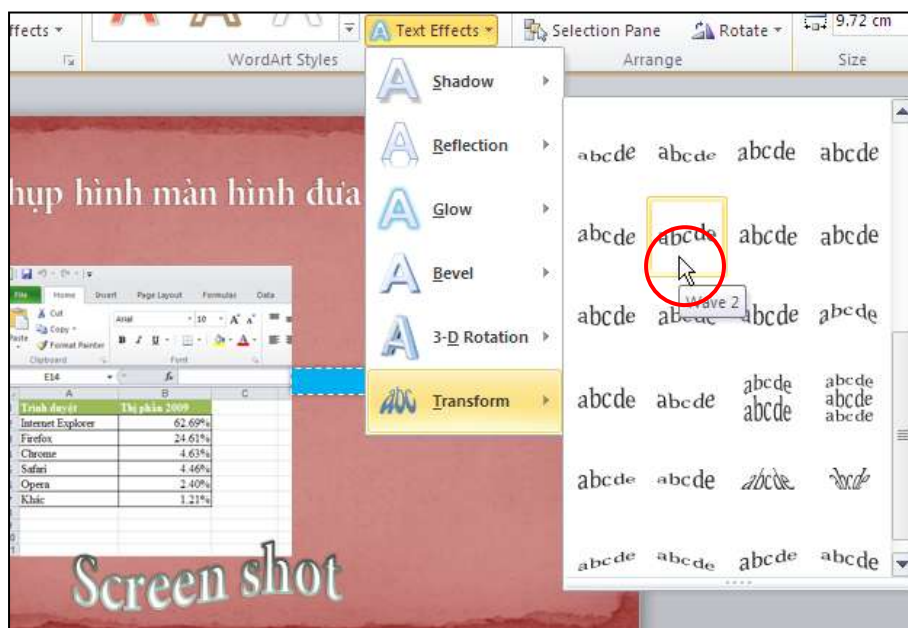 ffects
Text Effects
Selection Pane
Rotate
9.72 cm
WordArt Styles
Arrange
Size
Shadow
Reflection
Glow
Bevel
3-D Rotation
Transform
abcde abcde abcde abcde
abcde abcde abcde abcde
Wave 2
abcde abcde abcde abcde
abcde abcde abcde abcde
abcde abcde
abcde
abcde abcde abcde abcde
abcde abcde abcde abcde
hụp hình màn hình đưa
File Home Insert Page Layout Formulas Data
Cut
Copy
Format Painter
Arial 10
B I U
Clipboard Font
E14 fx
A B C
Trình duyệt Thị phần 2009
Internet Explorer 62.69%
Firefox 24.61%
Chrome 4.63%
Safari 4.46%
Opera 2.40%
Khác 1.21%
Screen shot